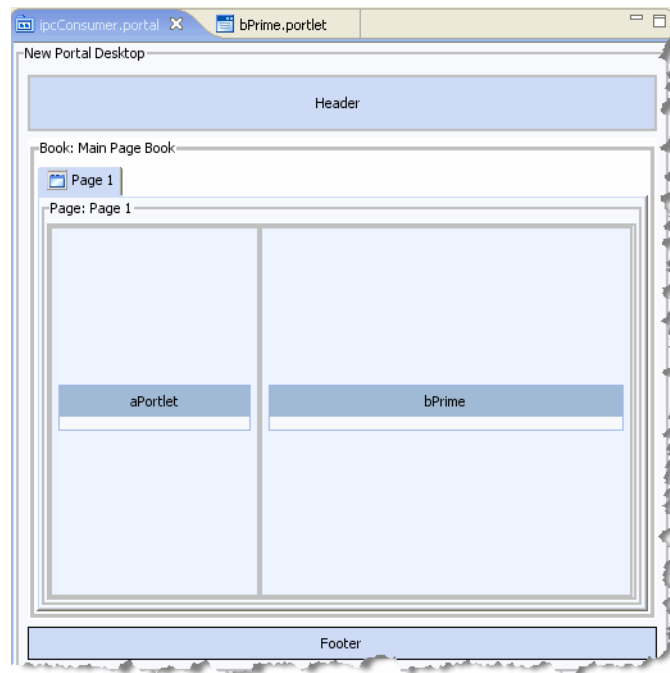 ipcConsumer.portal bPrime.portlet
New Portal Desktop
Header
Book: Main Page Book
Page 1
Page: Page 1
aPortlet bPrime
Footer